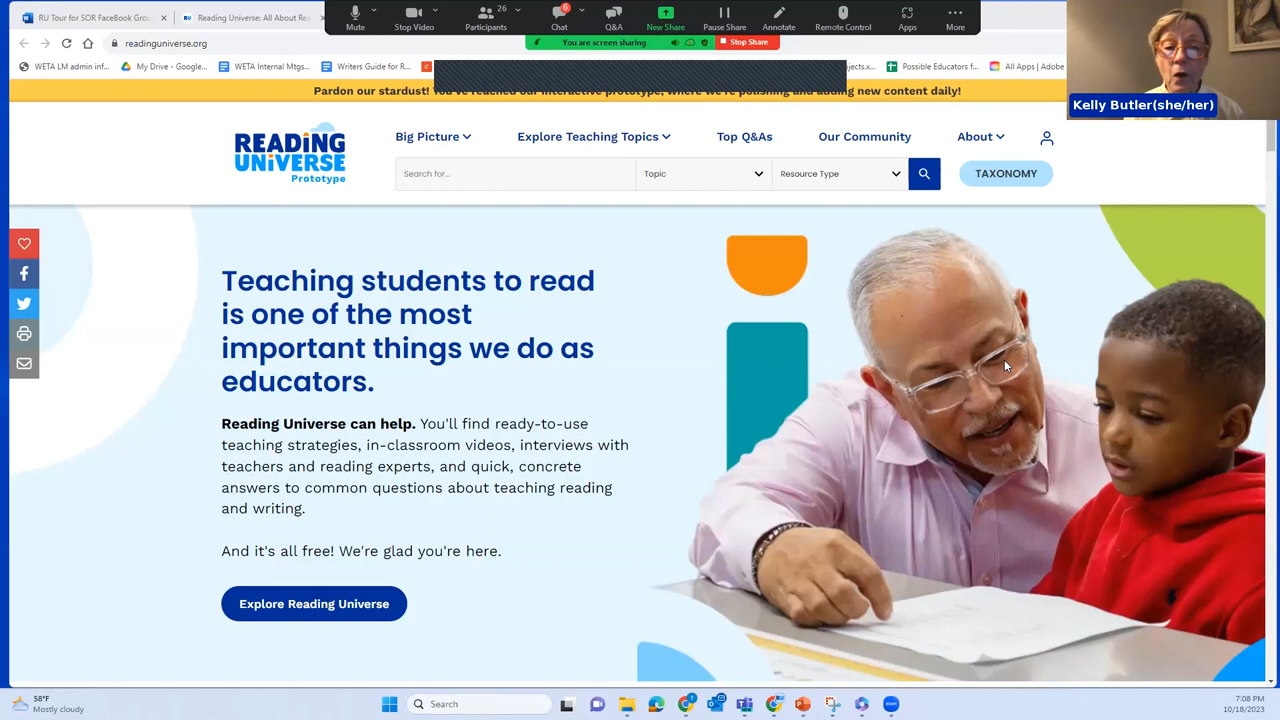 RU Tour for SOR FaceBook Grou
Reading Universe: All About Rea
Mute
Stop Video
26
Participants
6
Chat
Q&A
New Share
Pause Share
Annotate
Remote Control
Apps
More
You are screen sharing
Stop Share
readinguniverse.org
WETA LM admin inf...
My Drive - Google...
WETA Internal Mtgs...
Writers Guide for R...
ojects.x...
Possible Educators f...
All Apps | Adobe
Kelly Butler(she/her)
Pardon our stardust! You've reached our interactive prototype, where we're polishing and adding new content daily!
READING
UNIVERSE
Prototype
Big Picture
Explore Teaching Topics
Top Q&As
Our Community
About
Search for...
Topic
Resource Type
TAXONOMY
Teaching students to read
is one of the most
important things we do as
educators.
Reading Universe can help. You'll find ready-to-use
teaching strategies, in-classroom videos, interviews with
teachers and reading experts, and quick, concrete
answers to common questions about teaching reading
and writing.
And it's all free! We're glad you're here.
Explore Reading Universe
58°F
Mostly cloudy
Search
7:08 PM
10/18/2023